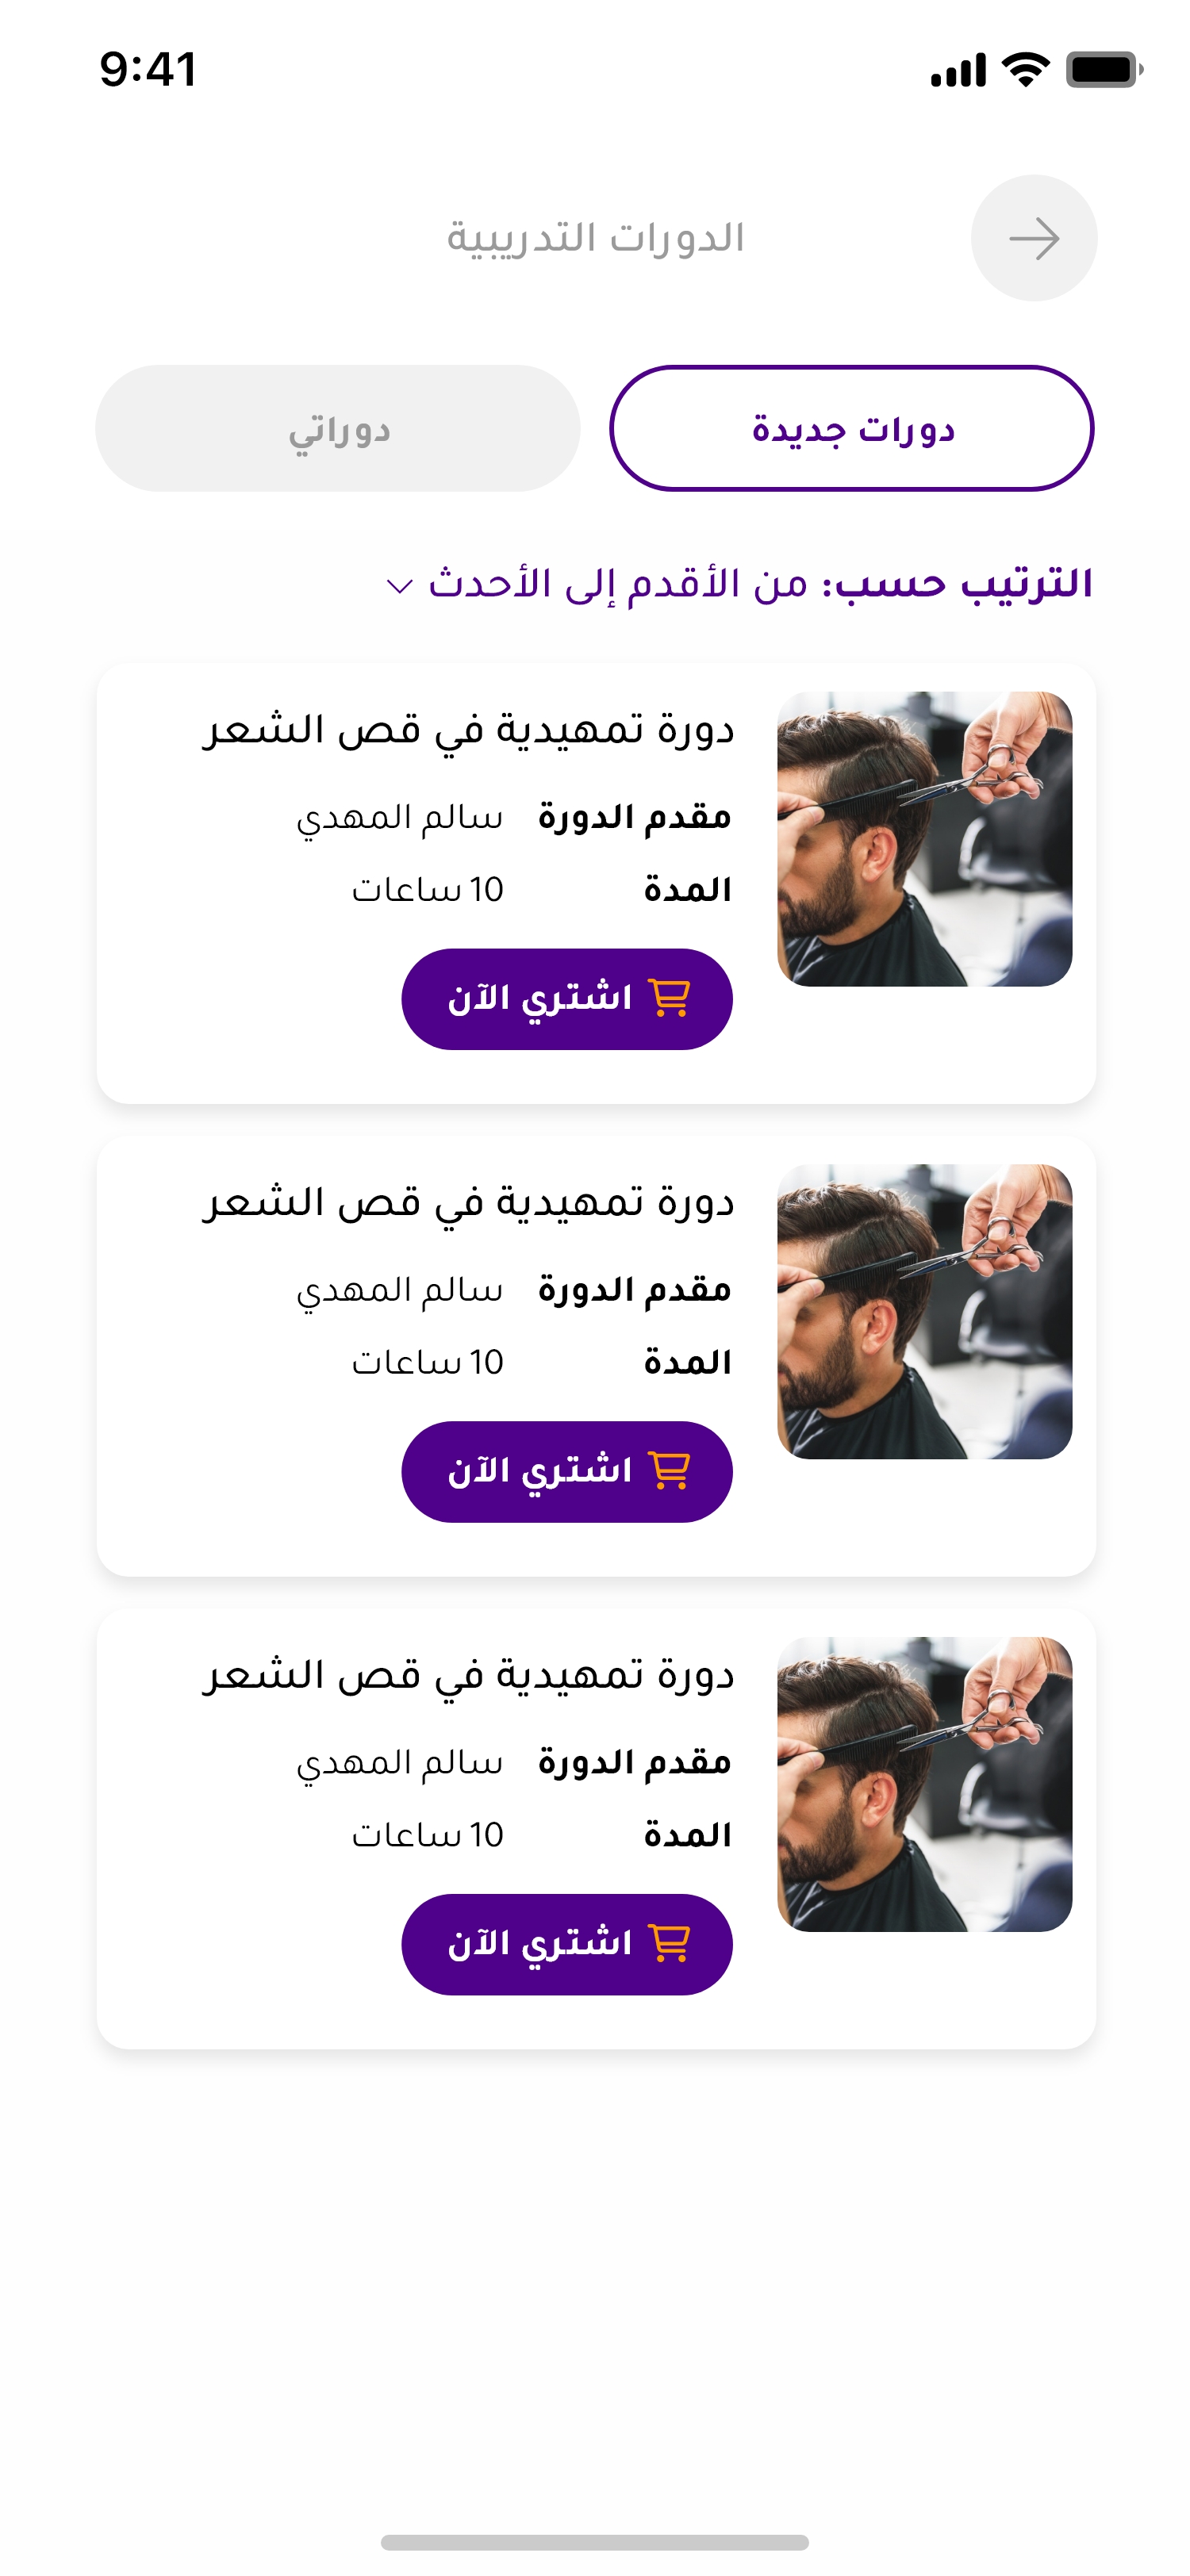 9:41
الدورات التدريبية
دورات جديدة
دوراتي
الترتيب حسب: من الأقدم إلى الأحدث
دورة تمهيدية في قص الشعر
مقدم الدورة سالم المهدي
المدة 10 ساعات
اشتري الآن
دورة تمهيدية في قص الشعر
مقدم الدورة سالم المهدي
المدة 10 ساعات
اشتري الآن
دورة تمهيدية في قص الشعر
مقدم الدورة سالم المهدي
المدة 10 ساعات
اشتري الآن